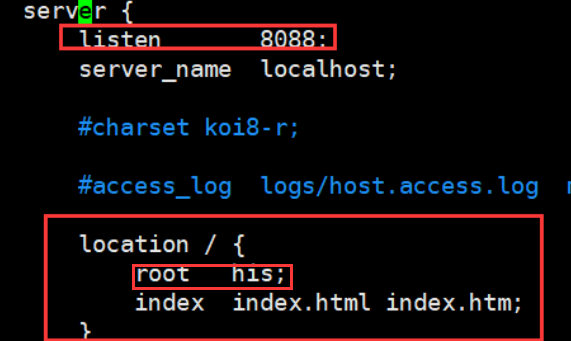 server {
listen 8088;
server_name localhost;
#charset koi8-r;
#access_log logs/host.access.log
location / {
root his;
index index.html index.htm;
}